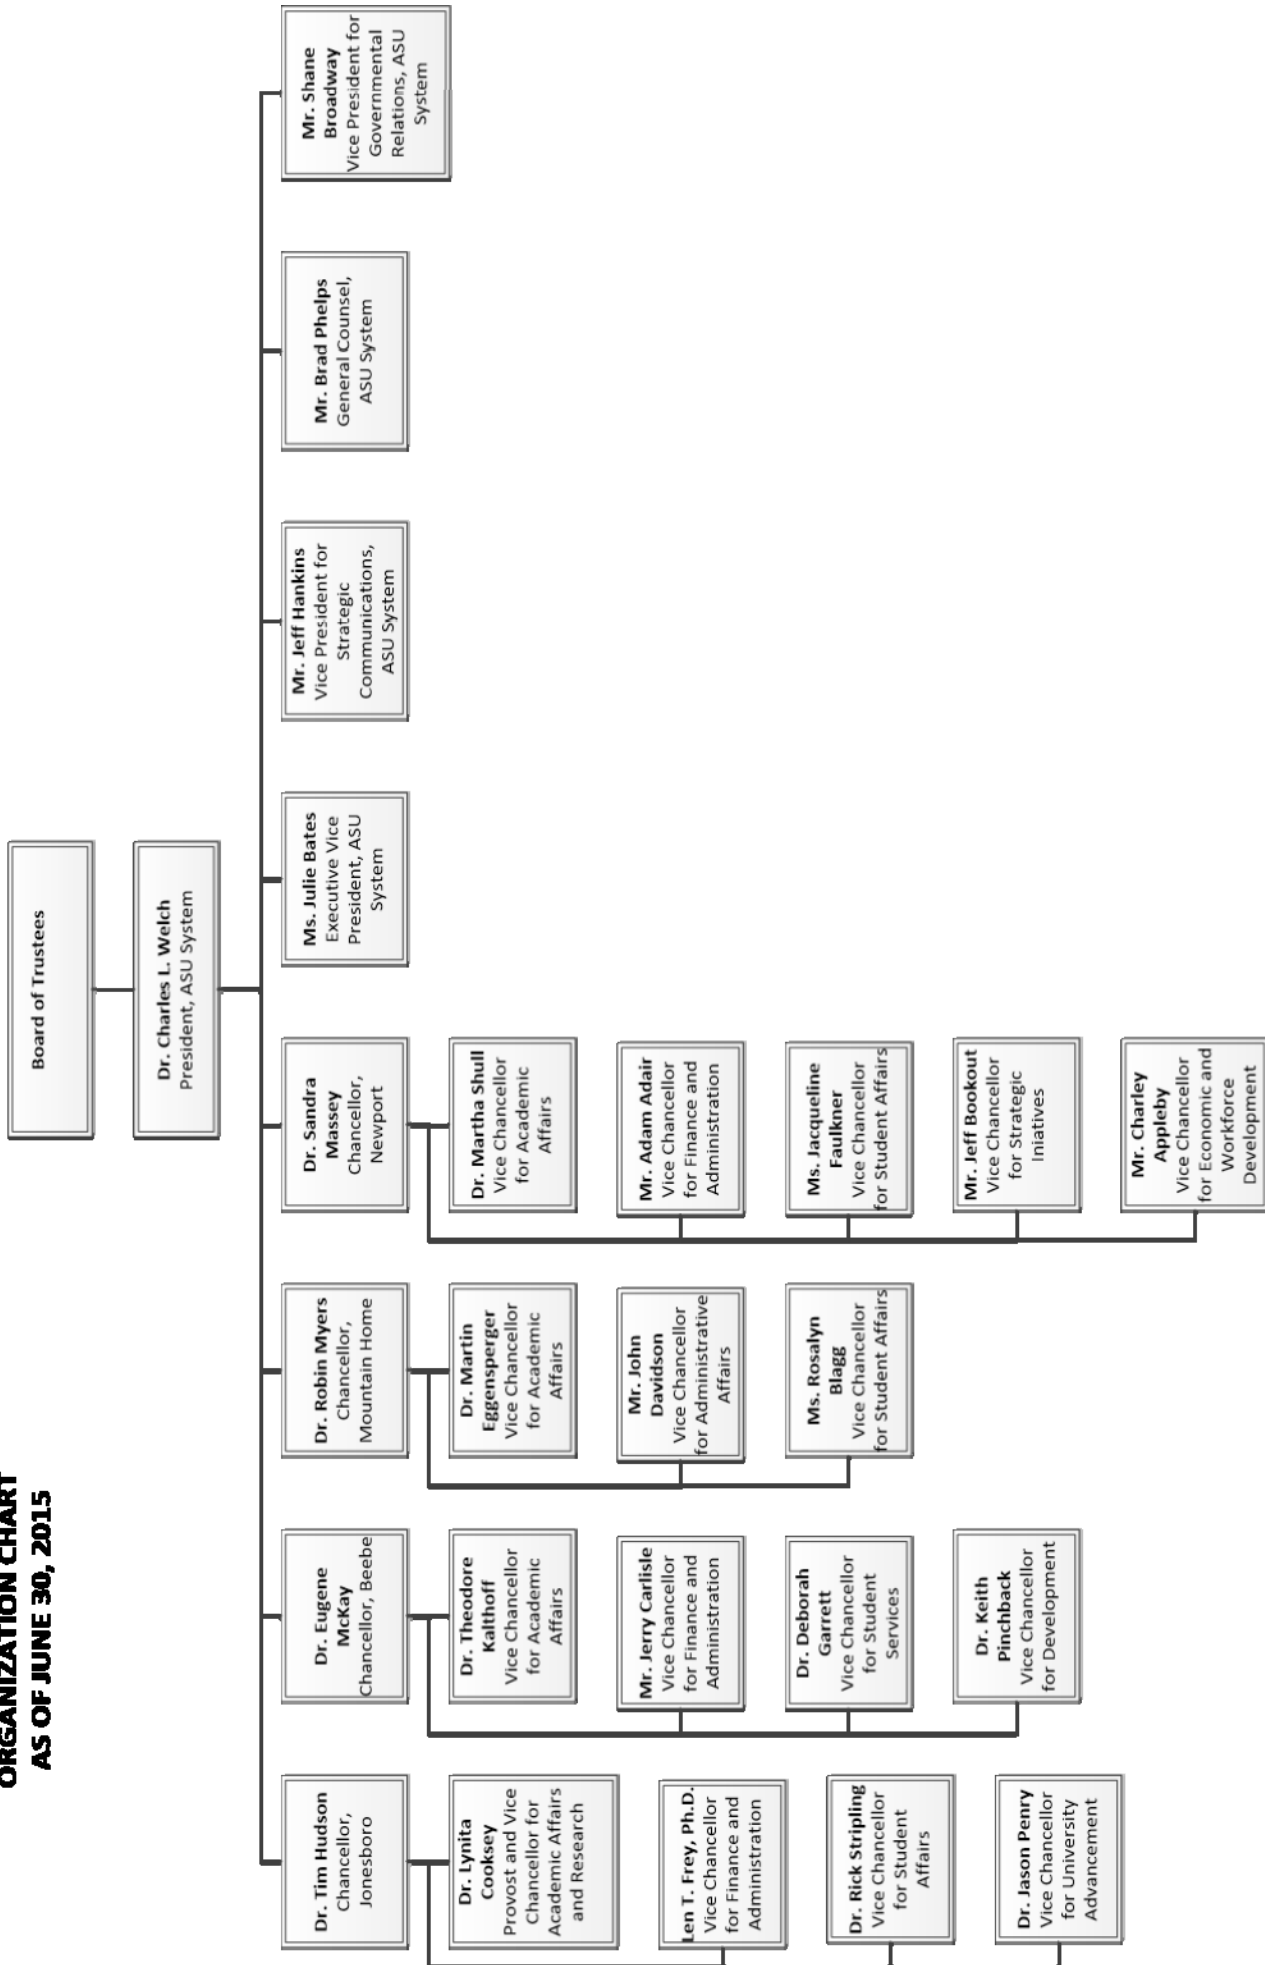 ORGANIZATION CHART
AS OF JUNE 30, 2015
Board of Trustees
Dr. Charles L. Welch
President, ASU System
Dr. Tim Hudson
Chancellor,
Jonesboro
Dr. Lynita
Cooksey
Provost and Vice
Chancellor for
Academic Affairs
and Research
Len T. Frey, Ph.D.
Vice Chancellor
for Finance and
Administration
Dr. Rick Stripling
Vice Chancellor
for Student
Affairs
Dr. Jason Penry
Vice Chancellor
for University
Advancement
Dr. Eugene
McKay
Chancellor, Beebe
Dr. Theodore
Kalthoff
Vice Chancellor
for Academic
Affairs
Mr. Jerry Carlisle
Vice Chancellor
for Finance and
Administration
Dr. Deborah
Garrett
Vice Chancellor
for Student
Services
Dr. Keith
Pinchback
Vice Chancellor
for Development
Dr. Robin Myers
Chancellor,
Mountain Home
Dr. Martin
Eggensperger
Vice Chancellor
for Academic
Affairs
Mr. John
Davidson
Vice Chancellor
for Administrative
Affairs
Ms. Rosalyn
Blagg
Vice Chancellor
for Student Affairs
Dr. Sandra
Massey
Chancellor,
Newport
Dr. Martha Shull
Vice Chancellor
for Academic
Affairs
Mr. Adam Adair
Vice Chancellor
for Finance and
Administration
Ms. Jacqueline
Faulkner
Vice Chancellor
for Student Affairs
Mr. Jeff Bookout
Vice Chancellor
for Strategic
Iniatives
Mr. Charley
Appleby
Vice Chancellor
for Economic and
Workforce
Development
Ms. Julie Bates
Executive Vice
President, ASU
System
Mr. Jeff Hankins
Vice President for
Strategic
Communications,
ASU System
Mr. Brad Phelps
General Counsel,
ASU System
Mr. Shane
Broadway
Vice President for
Governmental
Relations, ASU
System